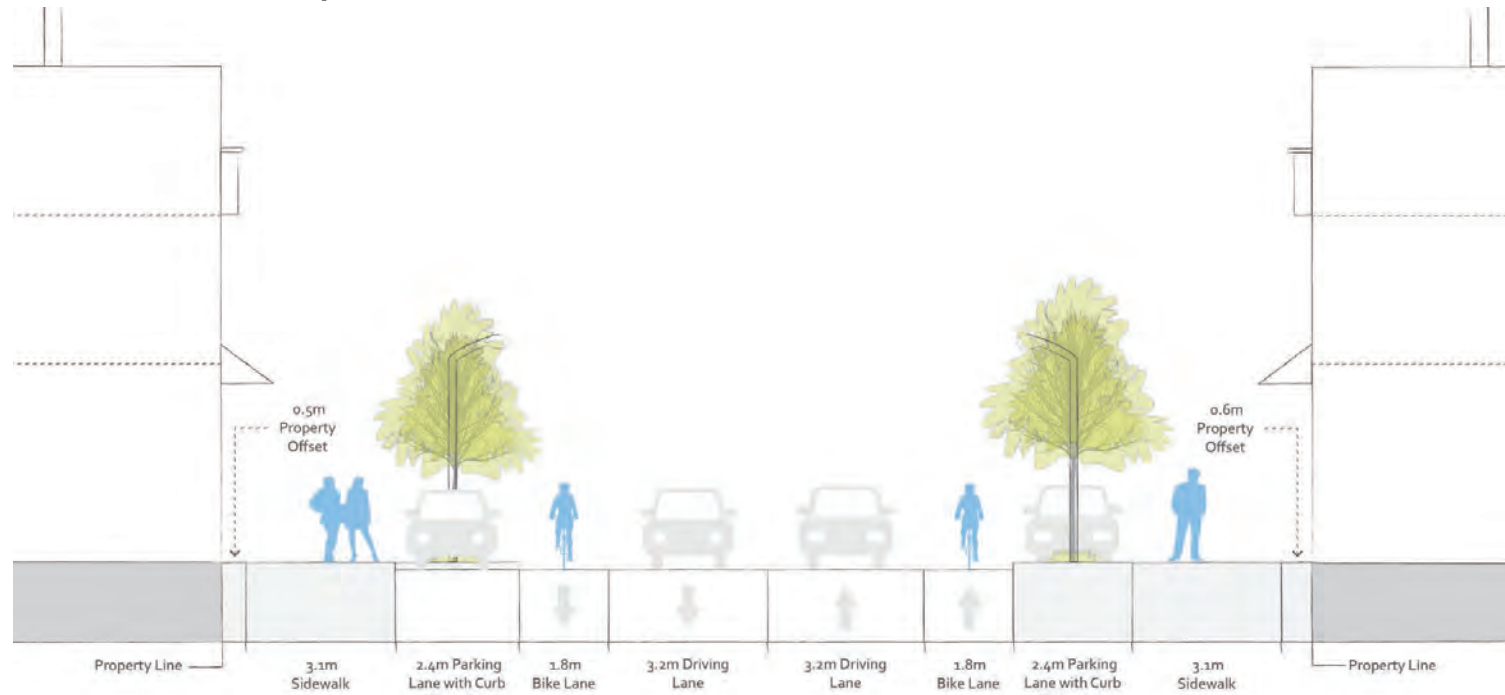 0.5m
Property
Offset
0.6m
Property
Offset
Property Line
3.1m
Sidewalk
2.4m Parking
Lane with Curb
1.8m
Bike Lane
3.2m Driving
Lane
3.2m Driving
Lane
1.8m
Bike Lane
2.4m Parking
Lane with Curb
3.1m
Sidewalk
Property Line